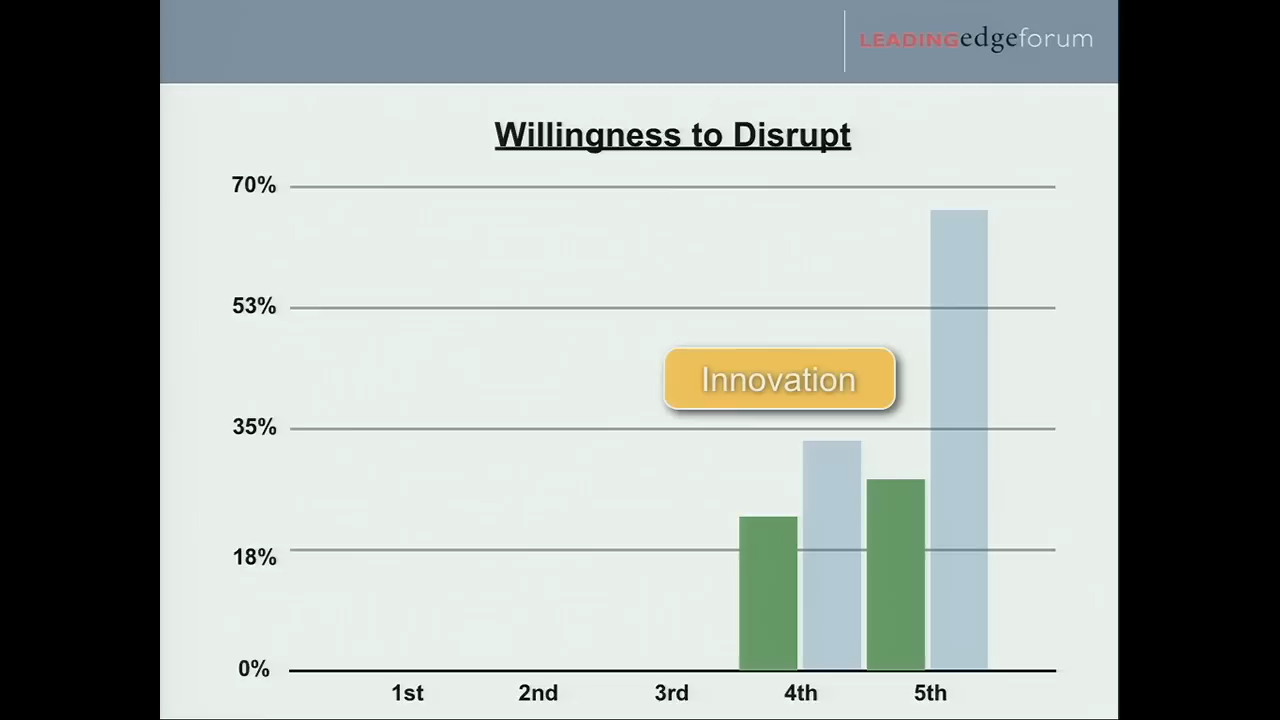 LEADINGedgeforum
Willingness to Disrupt
70%
53%
Innovation
35%
18%
0%
1st 2nd 3rd 4th 5th